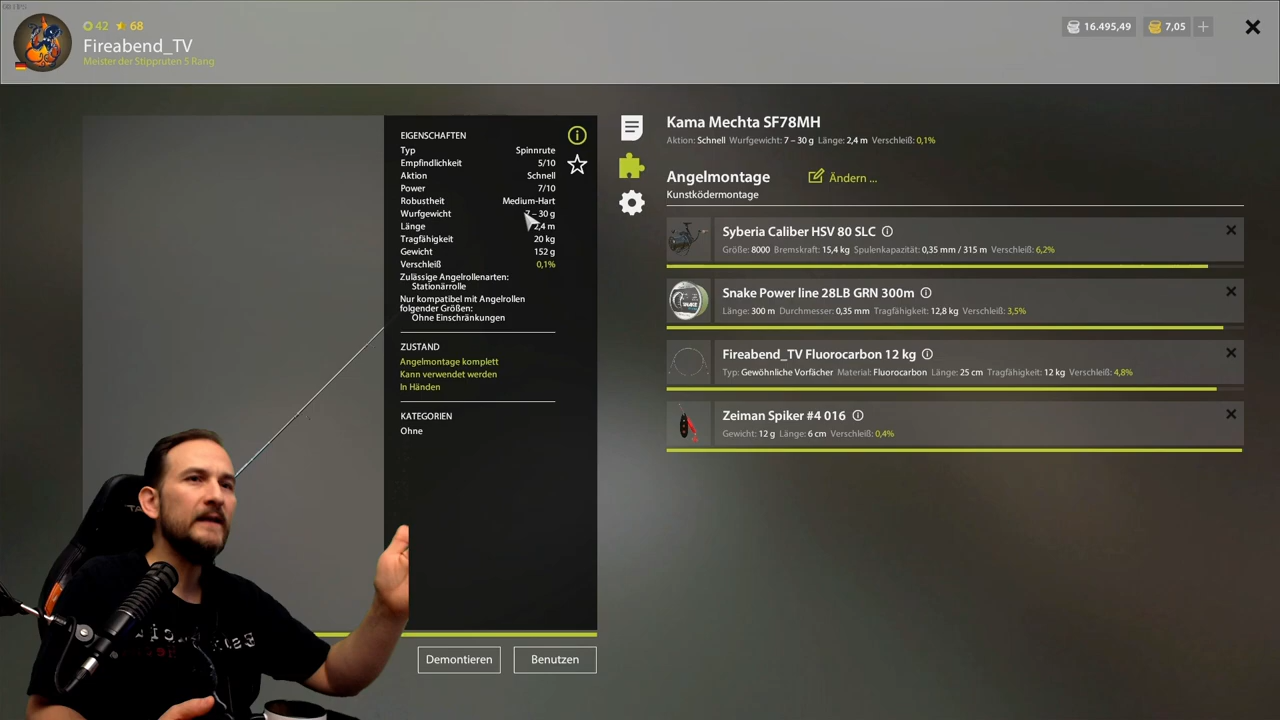 42 68
Fireabend_TV
Meister der Stippruten 5 Rang
16.495,49 7,05
EIGENSCHAFTEN
Typ Spinnrute
Empfindlichkeit 5/10
Aktion Schnell
Power 7/10
Robustheit Medium-Hart
Wurfgewicht – 30 g
Länge 2,4 m
Tragfähigkeit 20 kg
Gewicht 152 g
Verschleiß 0,1%
Zulässige Angelrollenarten:
Stationärrolle
Nur kompatibel mit Angelrollen
folgender Größen:
Ohne Einschränkungen
ZUSTAND
Angelmontage komplett
Kann verwendet werden
In Händen
KATEGORIEN
Ohne
Demontieren Benutzen
Kama Mechta SF78MH
Aktion: Schnell Wurfgewicht: 7 – 30 g Länge: 2,4 m Verschleiß: 0,1%
Angelmontage Ändern ...
Kunstködermontage
Syberia Caliber HSV 80 SLC
Größe: 8000 Bremskraft: 15,4 kg Spulenkapazität: 0,35 mm / 315 m Verschleiß: 6,2%
Snake Power line 28LB GRN 300m
Länge: 300 m Durchmesser: 0,35 mm Tragfähigkeit: 12,8 kg Verschleiß: 3,5%
Fireabend_TV Fluorocarbon 12 kg
Typ: Gewöhnliche Vorfächer Material: Fluorocarbon Länge: 25 cm Tragfähigkeit: 12 kg Verschleiß: 4,8%
Zeiman Spiker #4 016
Gewicht: 12 g Länge: 6 cm Verschleiß: 0,4%